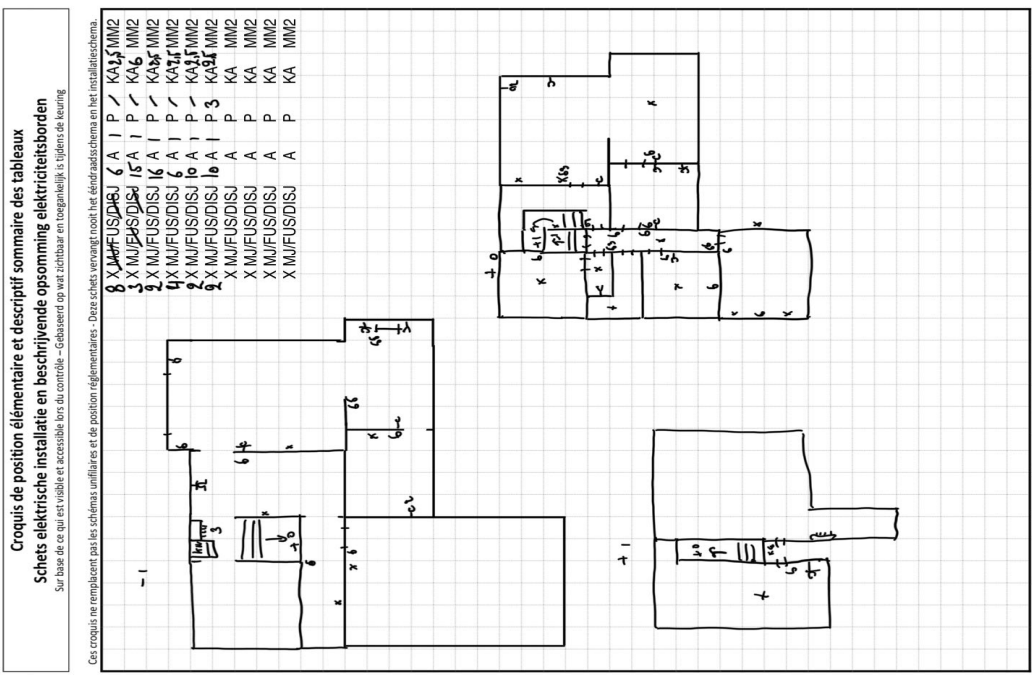 Croquis de position élémentaire et descriptif sommaire des tableaux
Schets elektrische installatie en beschrijvende opsomming elektriciteitsborden
Sur base de ce qui est visible et accessible lors du contrôle – Gebaseerd op wat zichtbaar en toegankelijk is tijdens de keuring
Ces croquis ne remplacent pas les schémas unifilaires et de position réglementaires - Deze schets vervangt nooit het ééndraadsschema en het installatieschema.
8 X MJ/FUS/DISJ 6 A 1 P / KA 2,5 MM2
3 X MJ/FUS/DISJ 15 A 1 P / KA 6 MM2
2 X MJ/FUS/DISJ 16 A 1 P / KA 2,5 MM2
4 X MJ/FUS/DISJ 6 A 1 P / KA 2,5 MM2
2 X MJ/FUS/DISJ 10 A 1 P / KA 2,5 MM2
2 X MJ/FUS/DISJ 10 A 1 P 3 KA 2,5 MM2
X MJ/FUS/DISJ A P KA MM2
X MJ/FUS/DISJ A P KA MM2
X MJ/FUS/DISJ A P KA MM2
X MJ/FUS/DISJ A P KA MM2
-1
+0
3
+0
+1
+1
+0